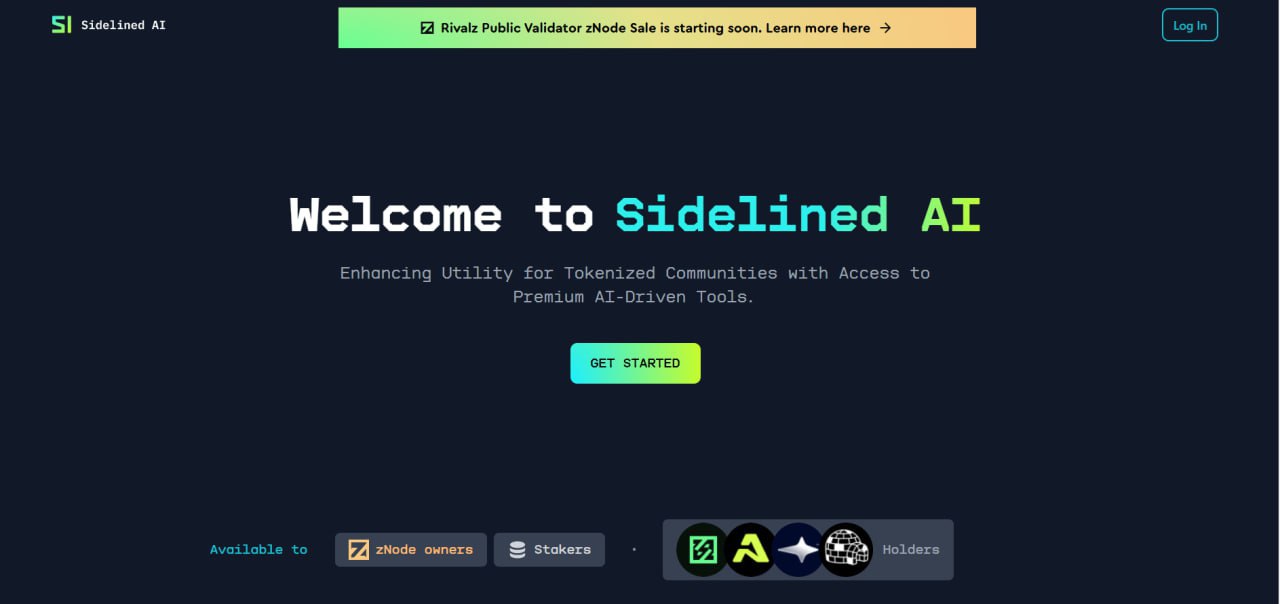 SI Sidelined AI
Rivalz Public Validator zNode Sale is starting soon. Learn more here →
Log In
Welcome to Sidelined AI
Enhancing Utility for Tokenized Communities with Access to
Premium AI-Driven Tools.
GET STARTED
Available to
zNode owners
Stakers
·
Holders